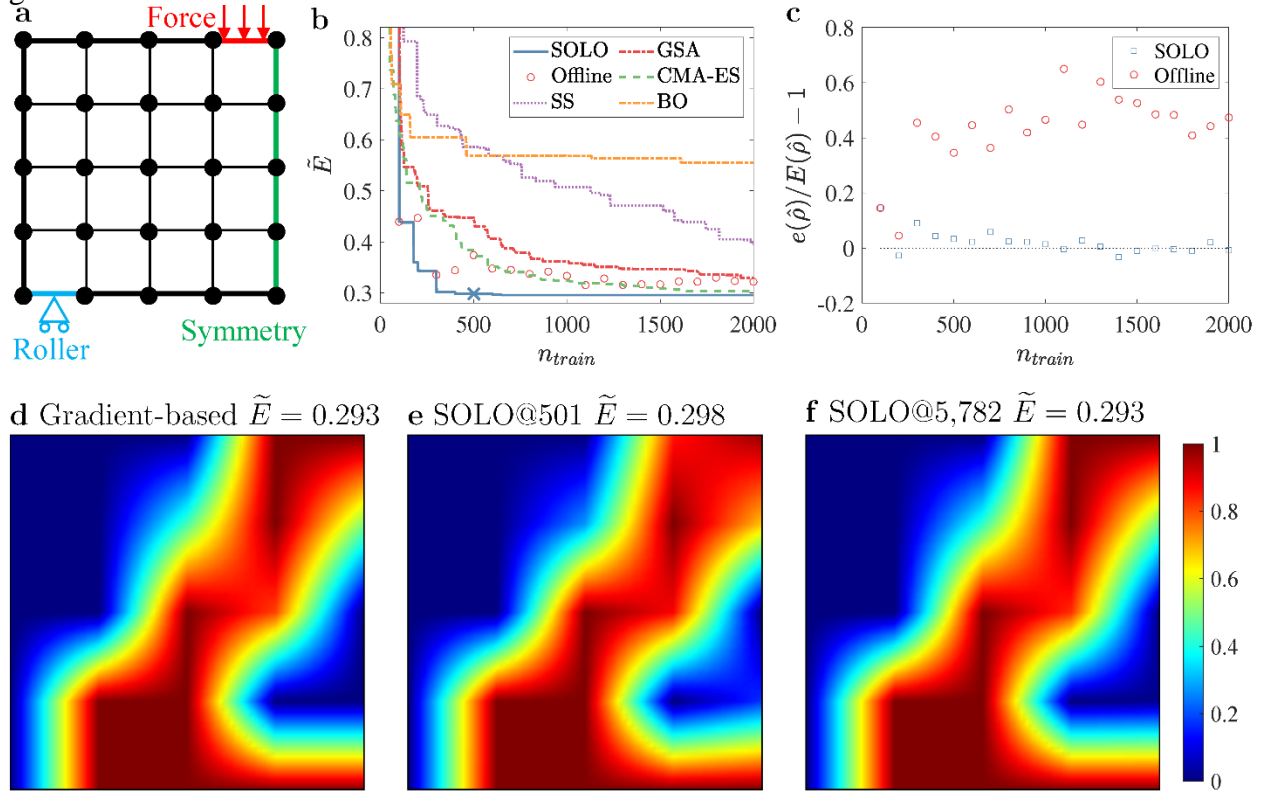 a
Force
Roller
Symmetry
b
0.8
0.7
0.6
0.5
0.4
0.3
Ẽ
SOLO
Offline
SS
GSA
CMA-ES
BO
0 500 1000 1500 2000
n_train
c
0.8
0.6
0.4
0.2
0
-0.2
e(ρ̂)/E(ρ̂) − 1
SOLO
Offline
0 500 1000 1500 2000
n_train
d Gradient-based Ẽ = 0.293
e SOLO@501 Ẽ = 0.298
f SOLO@5,782 Ẽ = 0.293
1
0.8
0.6
0.4
0.2
0